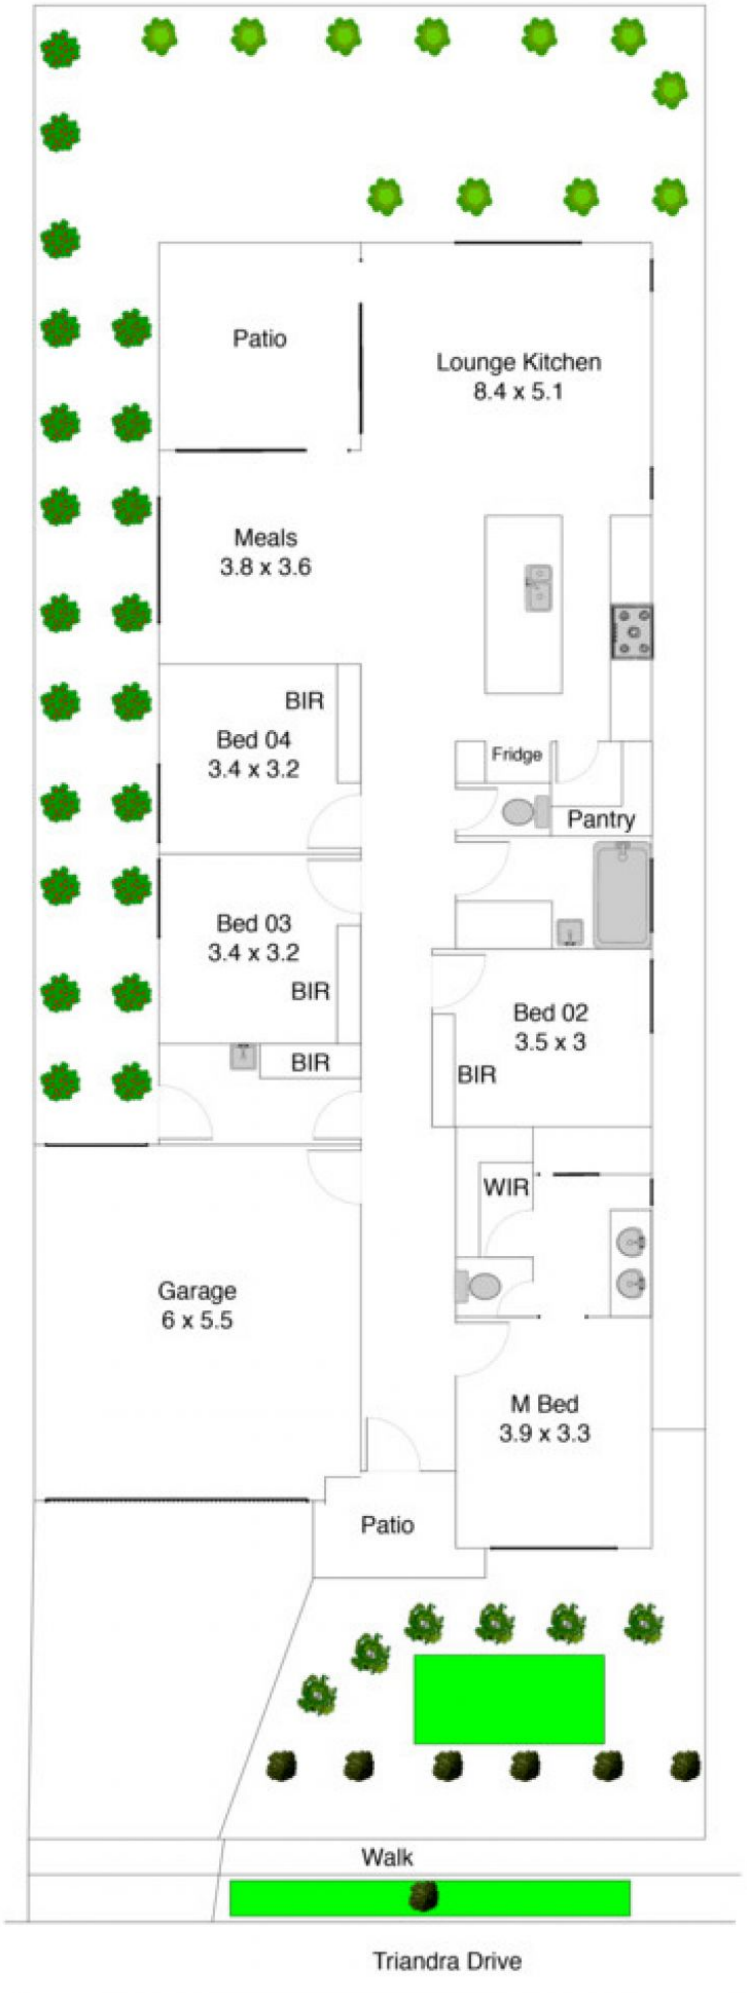 Patio
Lounge Kitchen
8.4 x 5.1
Meals
3.8 x 3.6
BIR
Bed 04
3.4 x 3.2
Fridge
Pantry
Bed 03
3.4 x 3.2
BIR
Bed 02
3.5 x 3
BIR
BIR
WIR
Garage
6 x 5.5
M Bed
3.9 x 3.3
Patio
Walk
Triandra Drive